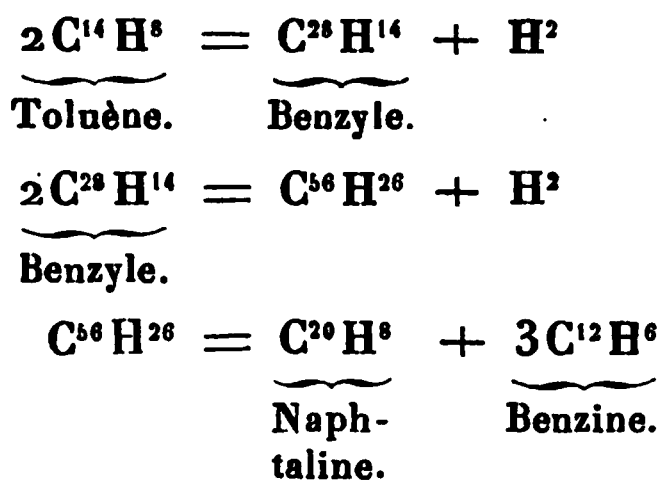 2C¹⁴H⁸ = C²⁸H¹⁴ + H²
Toluène. Benzyle.
2C²⁸H¹⁴ = C⁵⁶H²⁶ + H²
Benzyle.
C⁵⁶H²⁶ = C²⁰H⁸ + 3C¹²H⁶
Naph- Benzine.
taline.